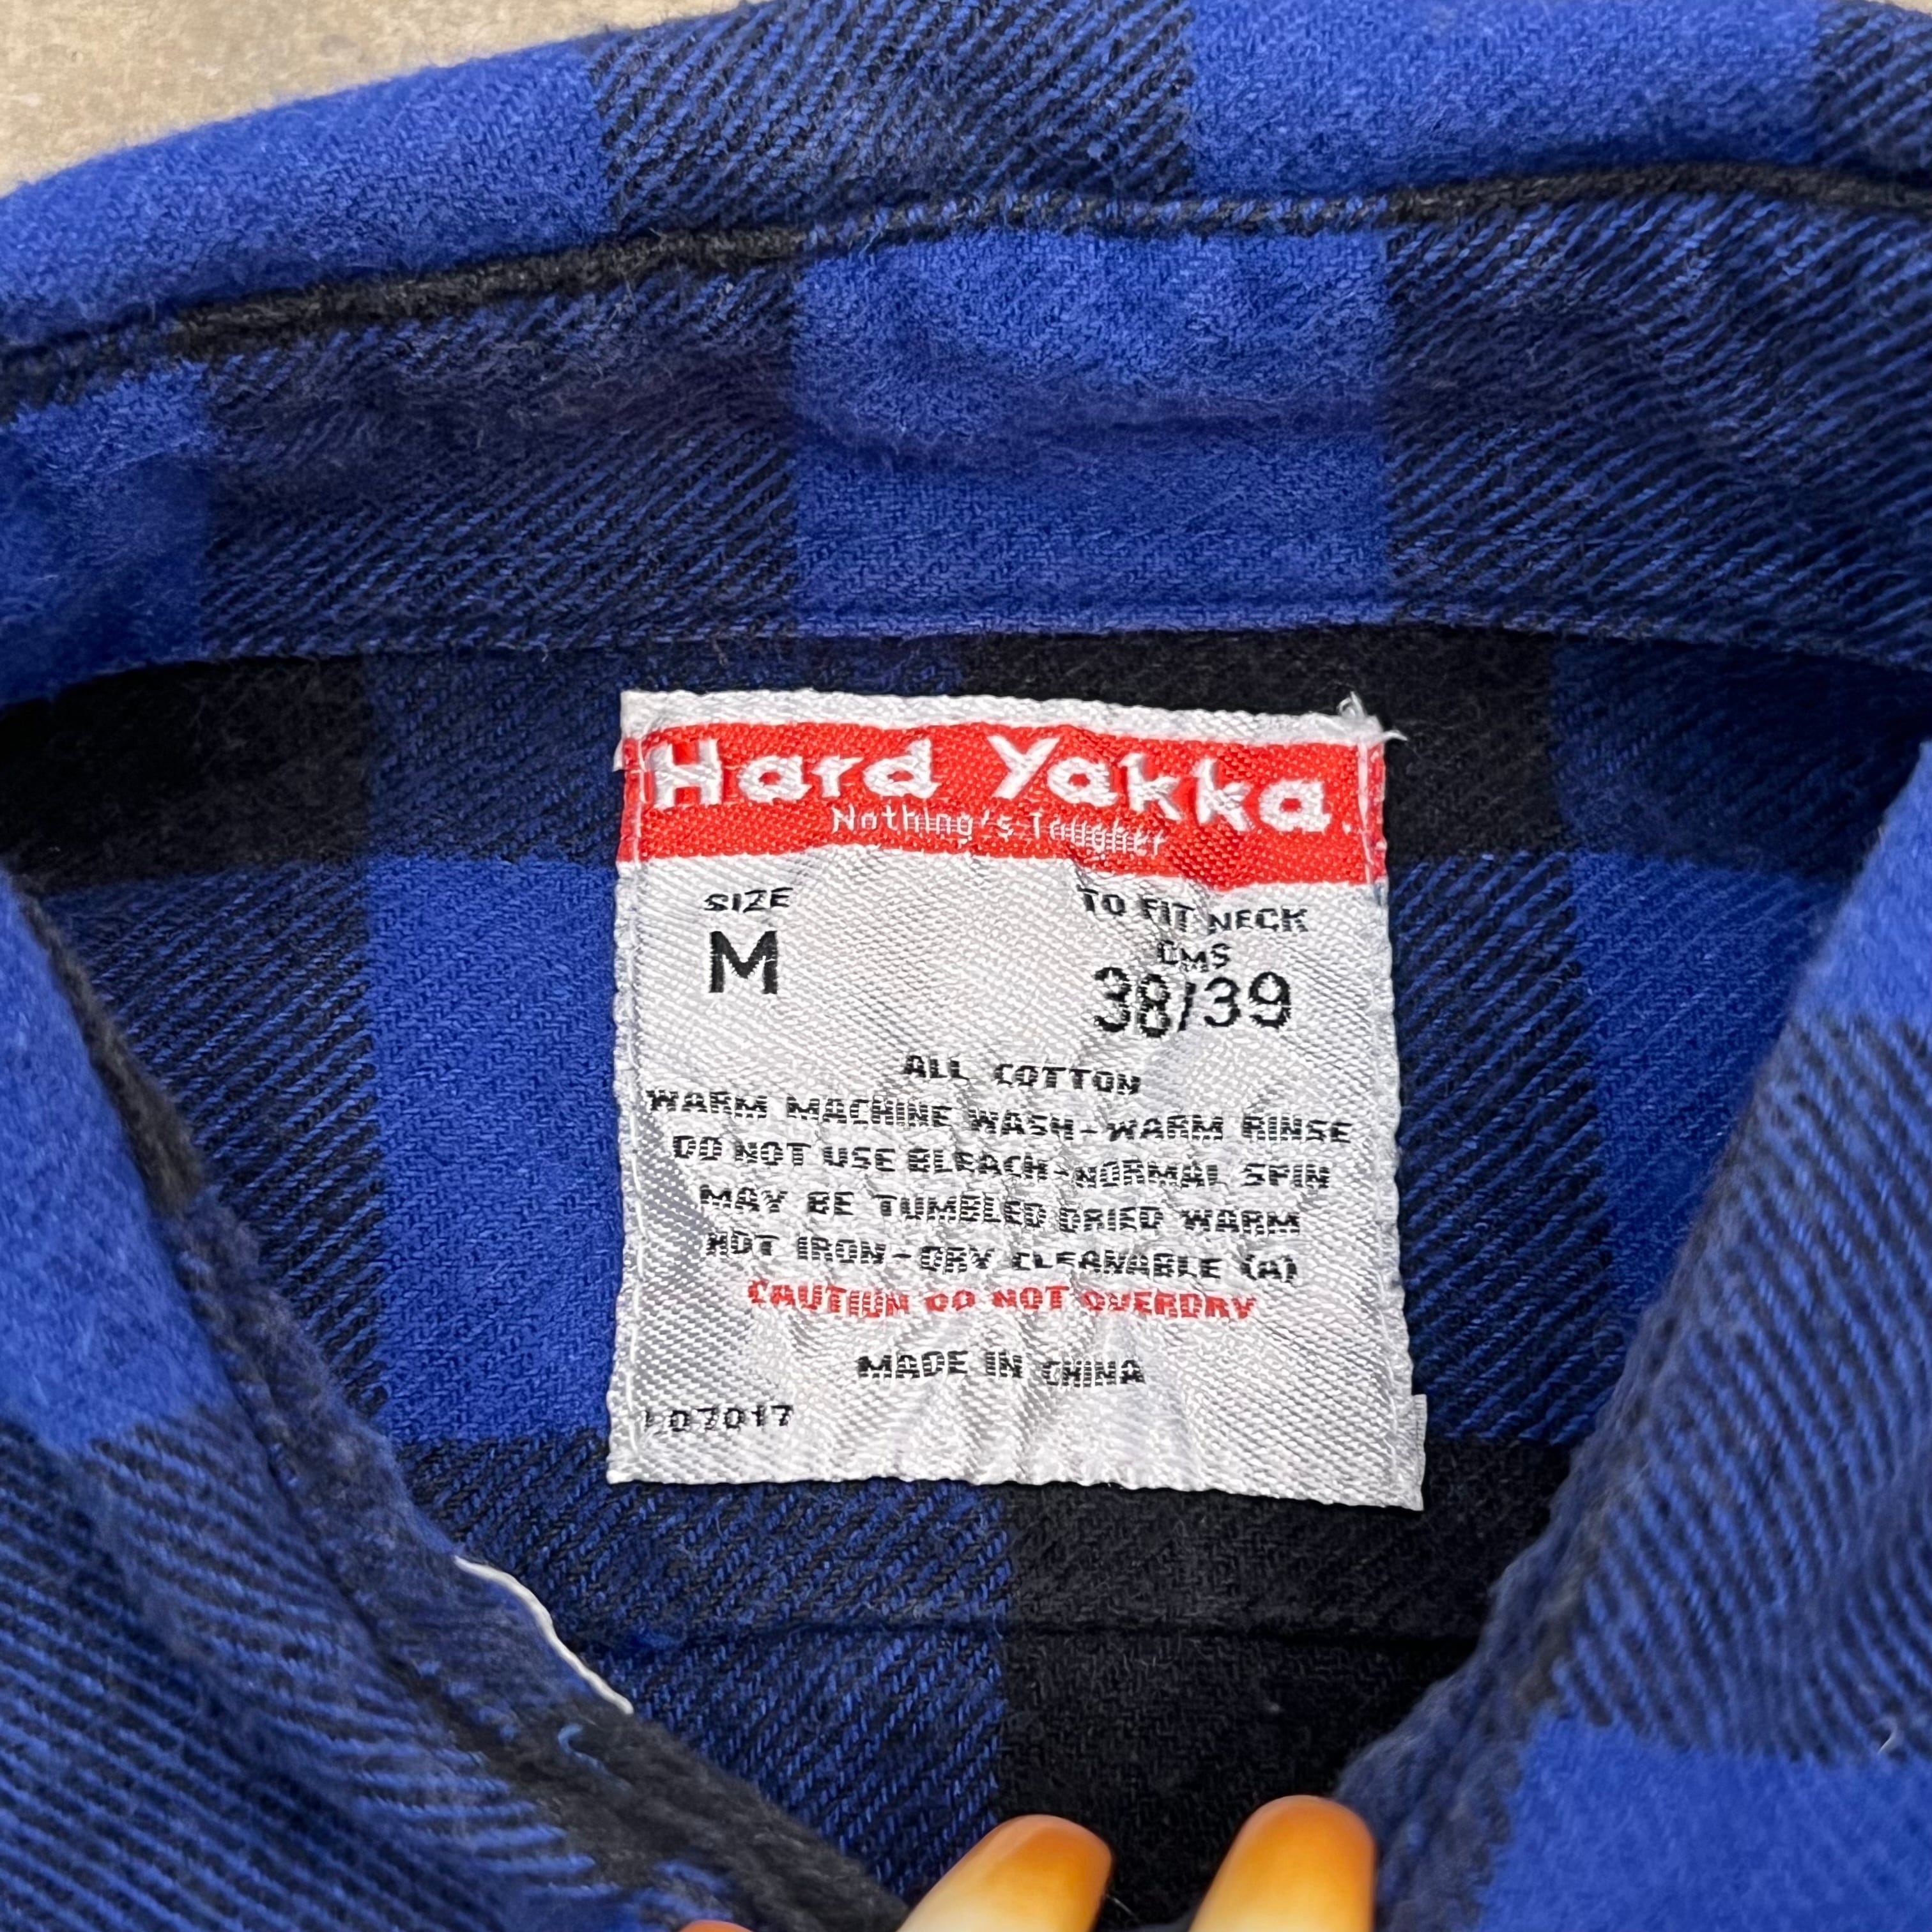 Hard Yakka.
Nothing's Tougher
SIZE
M
TO FIT NECK
CMS
38/39
ALL COTTON
WARM MACHINE WASH-WARM RINSE
DO NOT USE BLEACH-NORMAL SPIN
MAY BE TUMBLED DRIED WARM
HOT IRON-DRY CLEANABLE (A)
CAUTION DO NOT OVERDRY
MADE IN CHINA
L07017